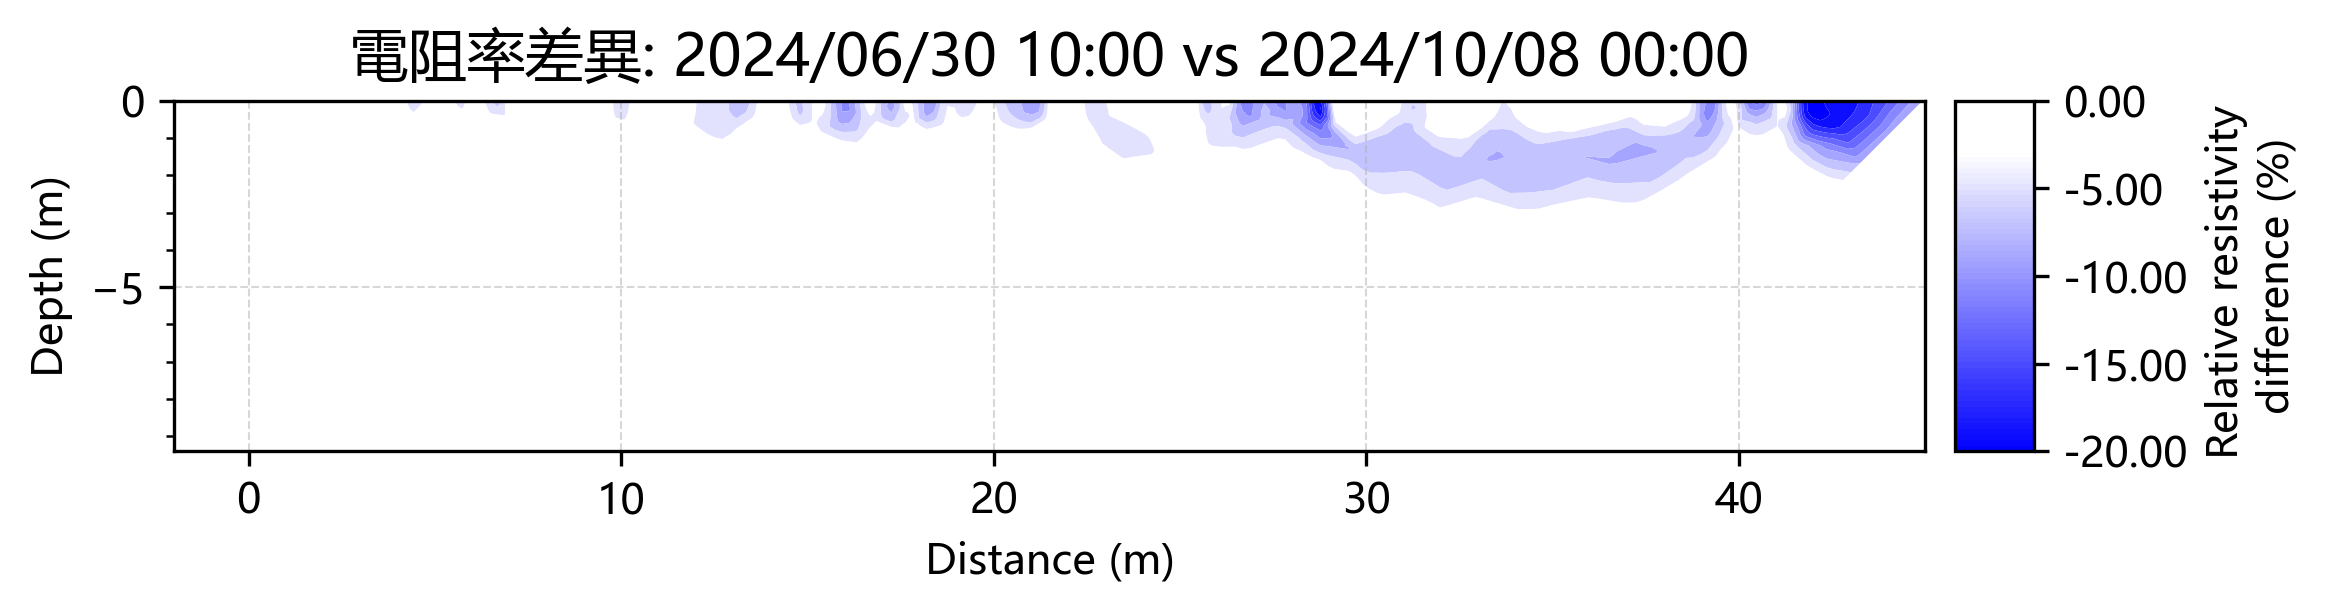 電阻率差異: 2024/06/30 10:00 vs 2024/10/08 00:00
0
−5
Depth (m)
0
10
20
30
40
Distance (m)
0.00
-5.00
-10.00
-15.00
-20.00
Relative resistivity
difference (%)